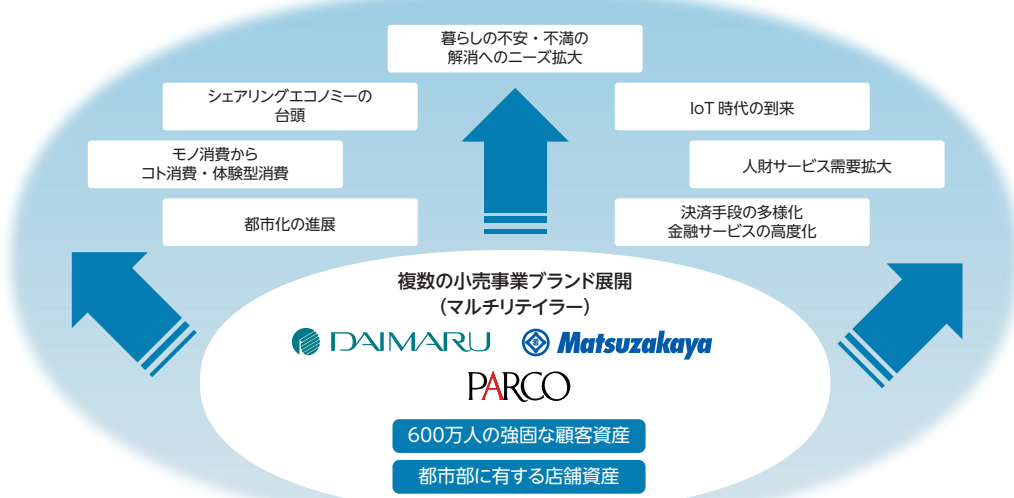 暮らしの不安・不満の
解消へのニーズ拡大
シェアリングエコノミーの
台頭
IoT 時代の到来
モノ消費から
コト消費・体験型消費
人財サービス需要拡大
都市化の進展
決済手段の多様化
金融サービスの高度化
複数の小売事業ブランド展開
（マルチリテイラー）
DAIMARU
Matsuzakaya
PARCO
600万人の強固な顧客資産
都市部に有する店舗資産